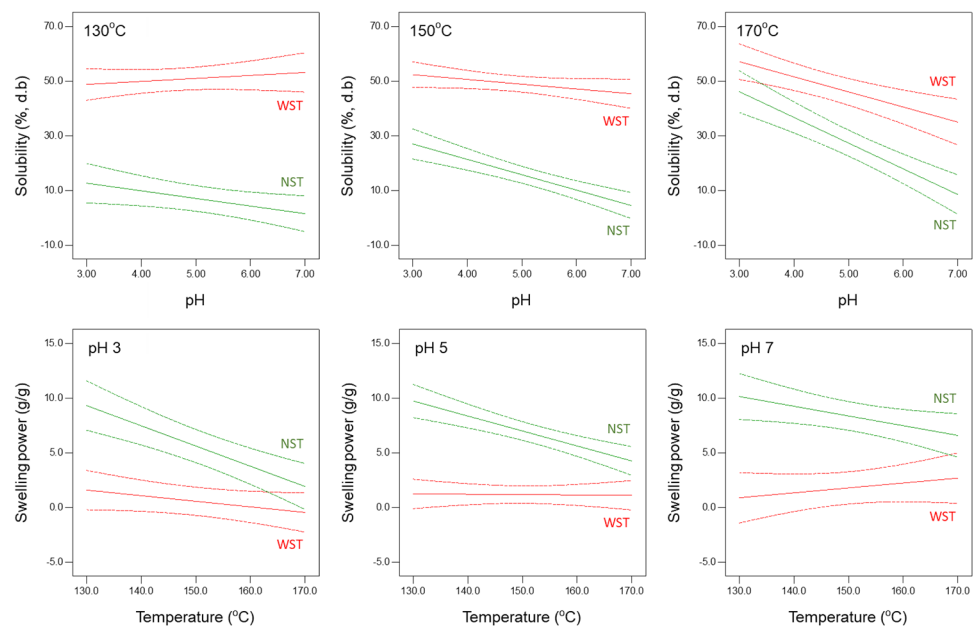 130°C
Solubility (%, d.b)
70.0
50.0
30.0
10.0
-10.0
WST
NST
3.00 4.00 5.00 6.00 7.00
pH
150°C
Solubility (%, d.b)
70.0
50.0
30.0
10.0
-10.0
WST
NST
3.00 4.00 5.00 6.00 7.00
pH
170°C
Solubility (%, d.b)
70.0
50.0
30.0
10.0
-10.0
WST
NST
3.00 4.00 5.00 6.00 7.00
pH
pH 3
Swellingpower (g/g)
15.0
10.0
5.0
0.0
-5.0
NST
WST
130.0 140.0 150.0 160.0 170.0
Temperature (°C)
pH 5
Swellingpower (g/g)
15.0
10.0
5.0
0.0
-5.0
NST
WST
130.0 140.0 150.0 160.0 170.0
Temperature (°C)
pH 7
Swellingpower (g/g)
15.0
10.0
5.0
0.0
-5.0
NST
WST
130.0 140.0 150.0 160.0 170.0
Temperature (°C)